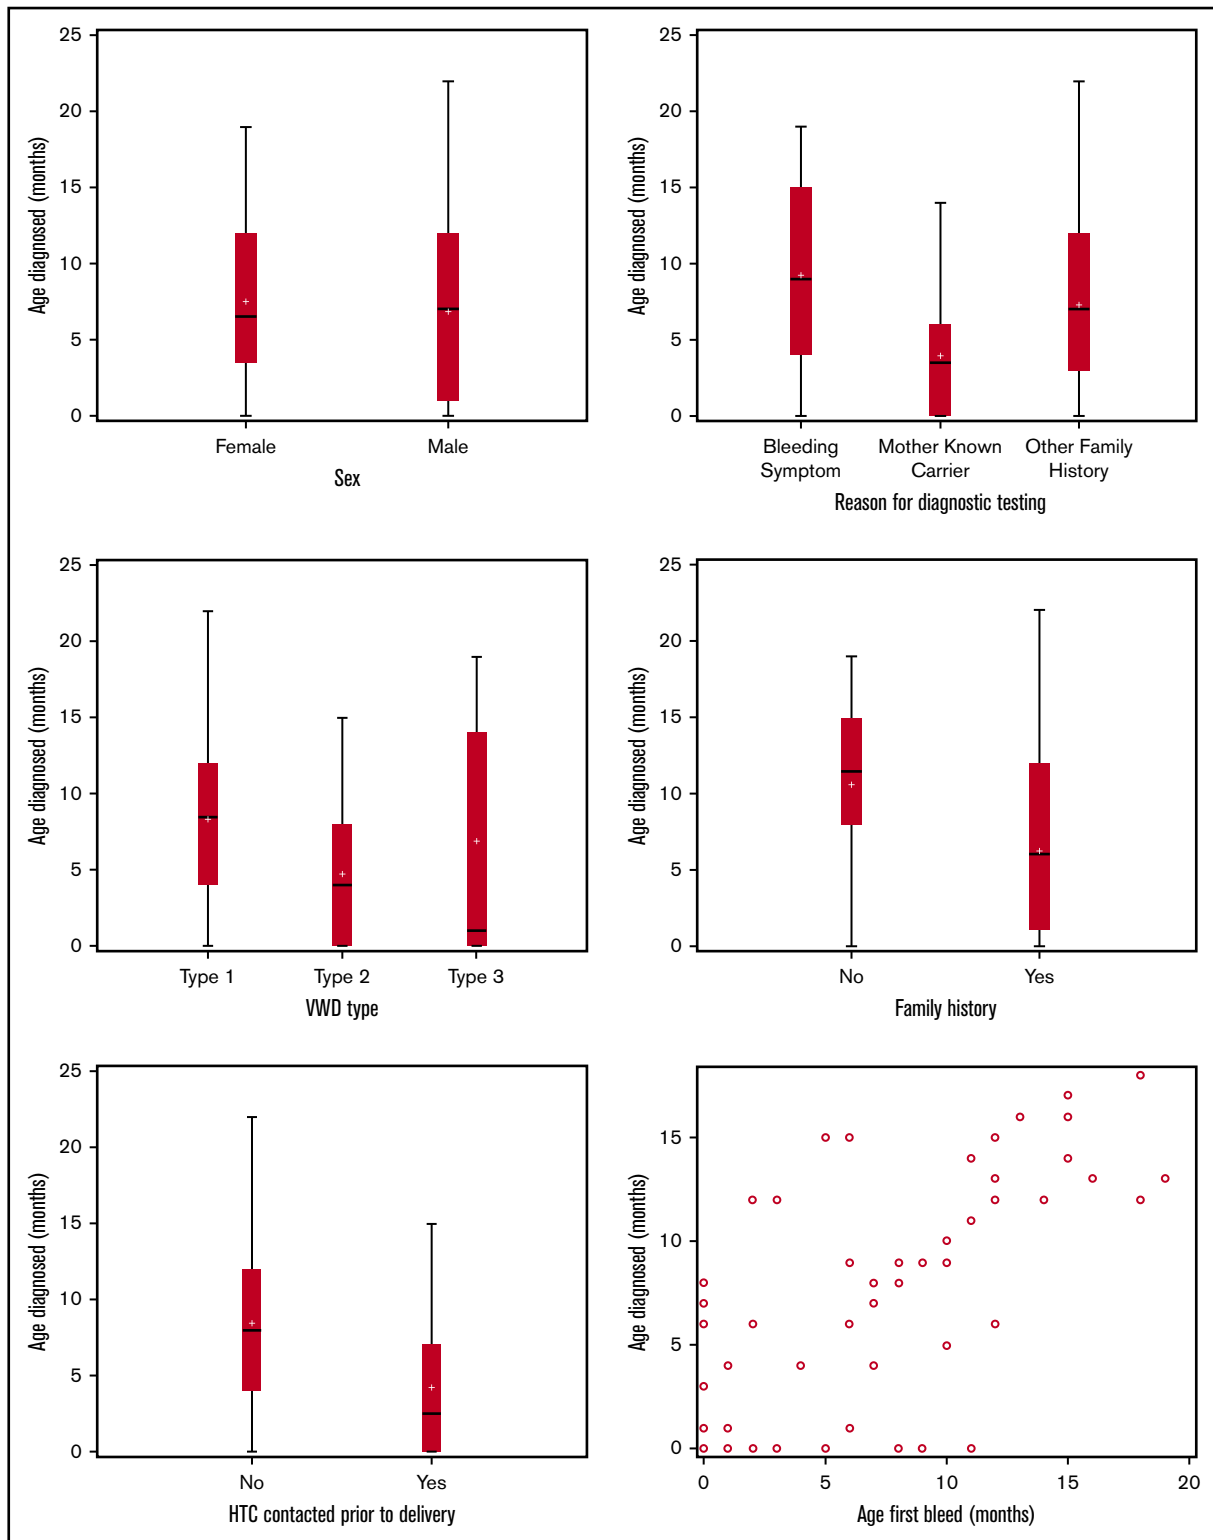 25
20
15
10
5
0
Age diagnosed (months)
Female
Male
Sex
25
20
15
10
5
0
Age diagnosed (months)
Bleeding
Symptom
Mother Known
Carrier
Other Family
History
Reason for diagnostic testing
25
20
15
10
5
0
Age diagnosed (months)
Type 1
Type 2
Type 3
VWD type
25
20
15
10
5
0
Age diagnosed (months)
No
Yes
Family history
25
20
15
10
5
0
Age diagnosed (months)
No
Yes
HTC contacted prior to delivery
15
10
5
0
Age diagnosed (months)
0
5
10
15
20
Age first bleed (months)